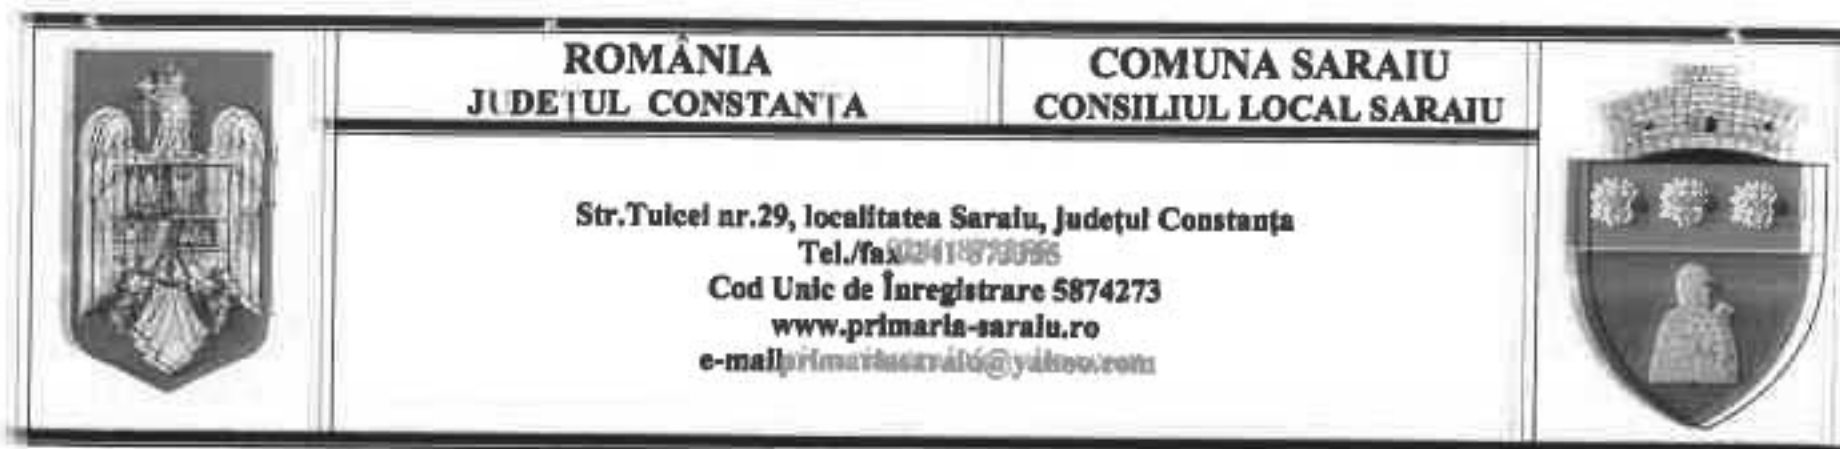 ROMÂNIA
JUDEȚUL CONSTANȚA
COMUNA SARAIU
CONSILIUL LOCAL SARAIU
Str.Tulcei nr.29, localitatea Saraiu, județul Constanța
Tel./fax
Cod Unic de Înregistrare 5874273
www.primaria-saraiu.ro
e-mail